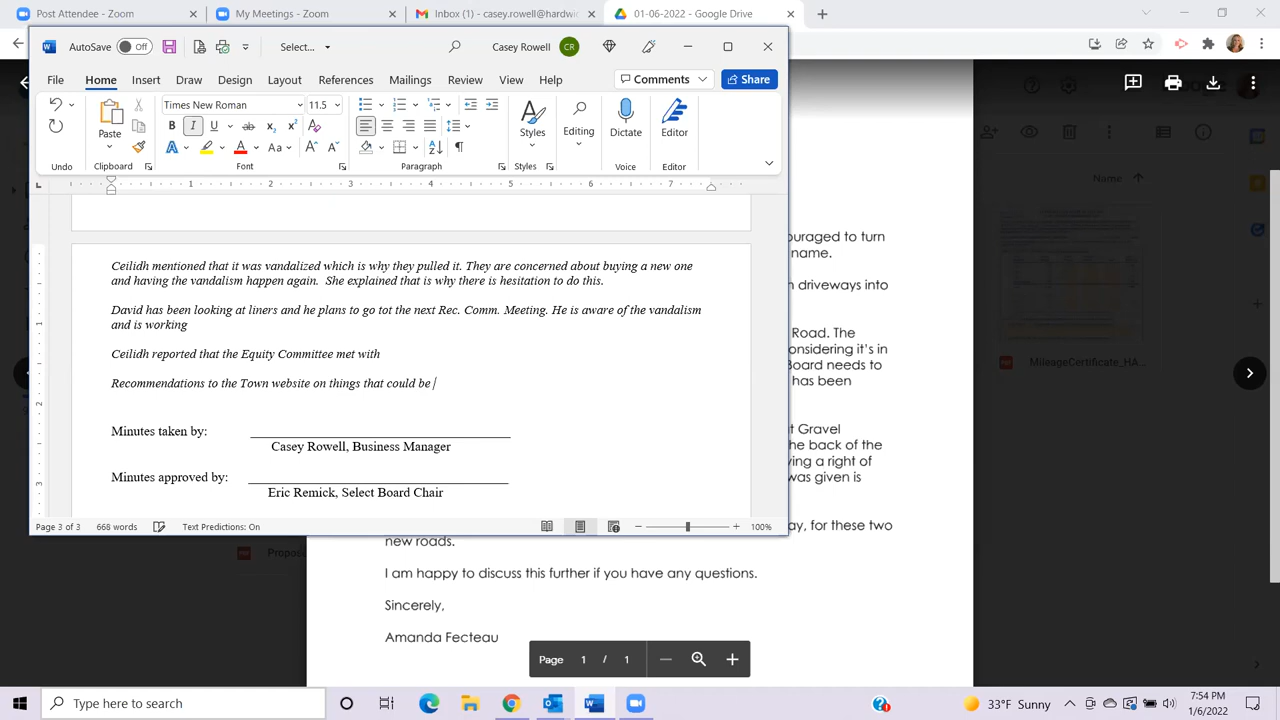 Post Attendee - Zoom
My Meetings - Zoom
Inbox (1) - casey.rowell@hardwi
01-06-2022 - Google Drive
AutoSave Off
Select...
Casey Rowell CR
File Home Insert Draw Design Layout References Mailings Review View Help
Comments
Share
Times New Roman 11.5
Paste
Styles
Editing
Dictate
Editor
Undo Clipboard Font Paragraph Styles Voice Editor
1 2 3 4 5 6 7
Ceilidh mentioned that it was vandalized which is why they pulled it. They are concerned about buying a new one
and having the vandalism happen again. She explained that is why there is hesitation to do this.
David has been looking at liners and he plans to go tot the next Rec. Comm. Meeting. He is aware of the vandalism
and is working
Ceilidh reported that the Equity Committee met with
Recommendations to the Town website on things that could be
Minutes taken by:
Casey Rowell, Business Manager
Minutes approved by:
Eric Remick, Select Board Chair
Page 3 of 3 668 words Text Predictions: On 100%
Name
ouraged to turn
name.
n driveways into
Road. The
onsidering it's in
Board needs to
has been
t Gravel
he back of the
ving a right of
was given is
ay, for these two
new roads.
I am happy to discuss this further if you have any questions.
Sincerely,
Amanda Fecteau
MileageCertificate_HA...
Propos
Page 1 / 1
Type here to search
33°F Sunny
7:54 PM
1/6/2022